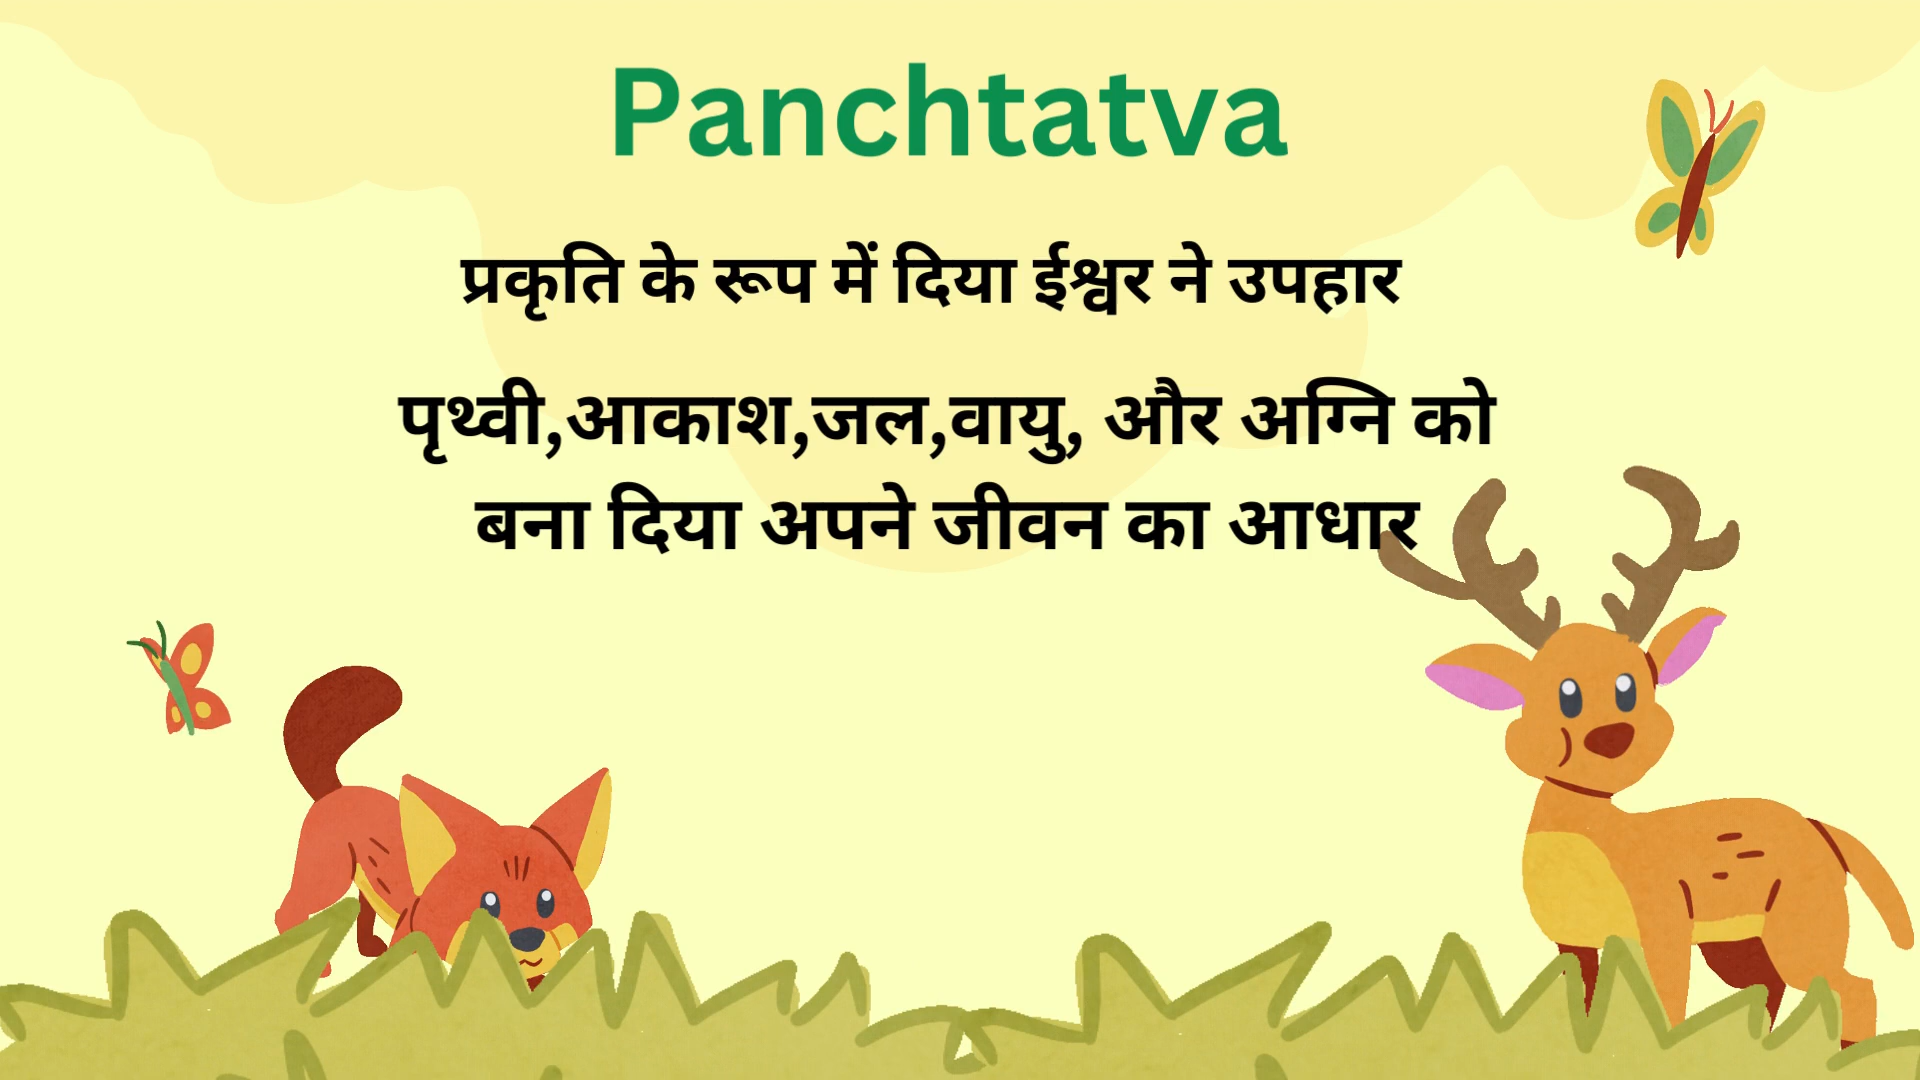 Panchtatva
प्रकृति के रूप में दिया ईश्वर ने उपहार
पृथ्वी,आकाश,जल,वायु, और अग्नि को
बना दिया अपने जीवन का आधार